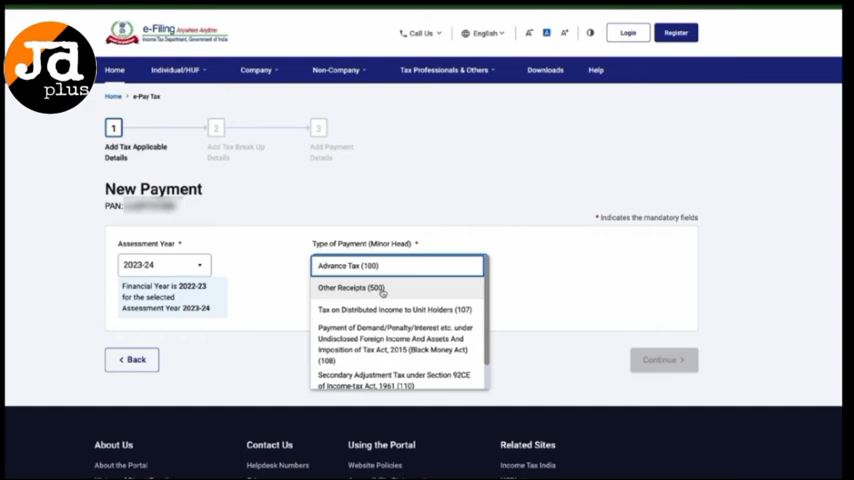 e-Filing Anywhere Anytime
Income Tax Department, Government of India
Call Us
English
A-
A
A+
Login
Register
ja
plus
Home
Individual/HUF
Company
Non-Company
Tax Professionals & Others
Downloads
Help
Home > e-Pay Tax
1
2
3
Add Tax Applicable Details
Add Tax Break Up Details
Add Payment Details
New Payment
PAN:
* Indicates the mandatory fields
Assessment Year *
2023-24
Financial Year is 2022-23
for the selected
Assessment Year 2023-24
Type of Payment (Minor Head) *
Advance Tax (100)
Other Receipts (500)
Tax on Distributed Income to Unit Holders (107)
Payment of Demand/Penalty/Interest etc. under
Undisclosed Foreign Income And Assets And
Imposition of Tax Act, 2015 (Black Money Act)
(108)
Secondary Adjustment Tax under Section 92CE
of Income-tax Act, 1961 (110)
< Back
Continue >
About Us
Contact Us
Using the Portal
Related Sites
About the Portal
Helpdesk Numbers
Website Policies
Income Tax India